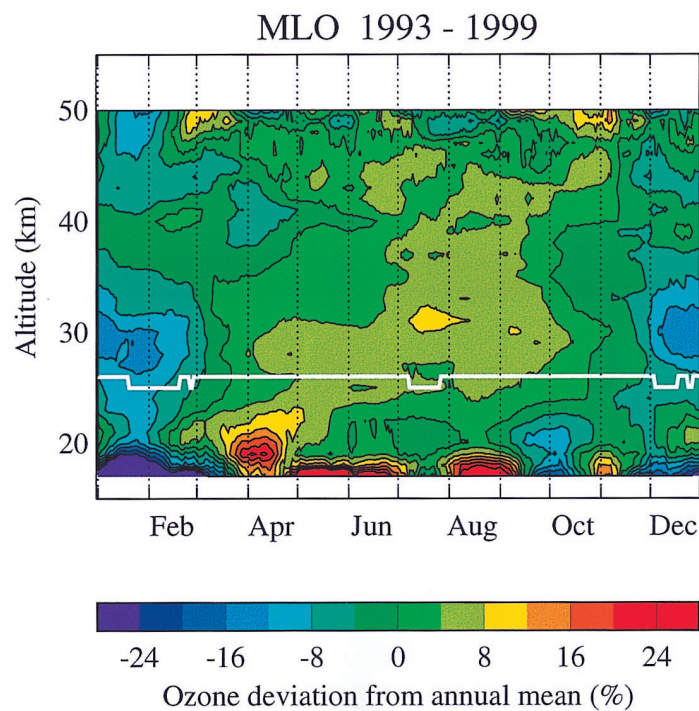 MLO 1993 - 1999
50
40
30
20
Altitude (km)
Feb Apr Jun Aug Oct Dec
-24 -16 -8 0 8 16 24
Ozone deviation from annual mean (%)